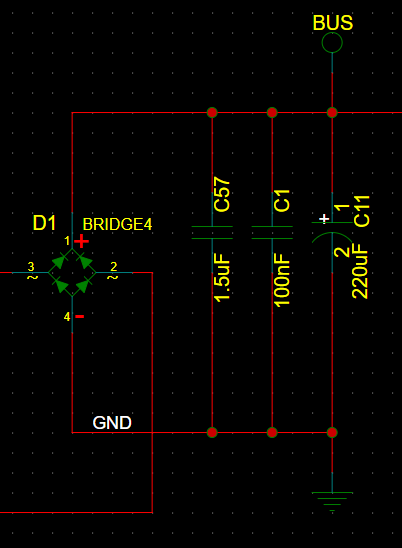 BUS
C57
C1
1
C11
D1
BRIDGE4
1
+
+
3
~
2
~
1.5uF
100nF
2
220uF
4
-
GND